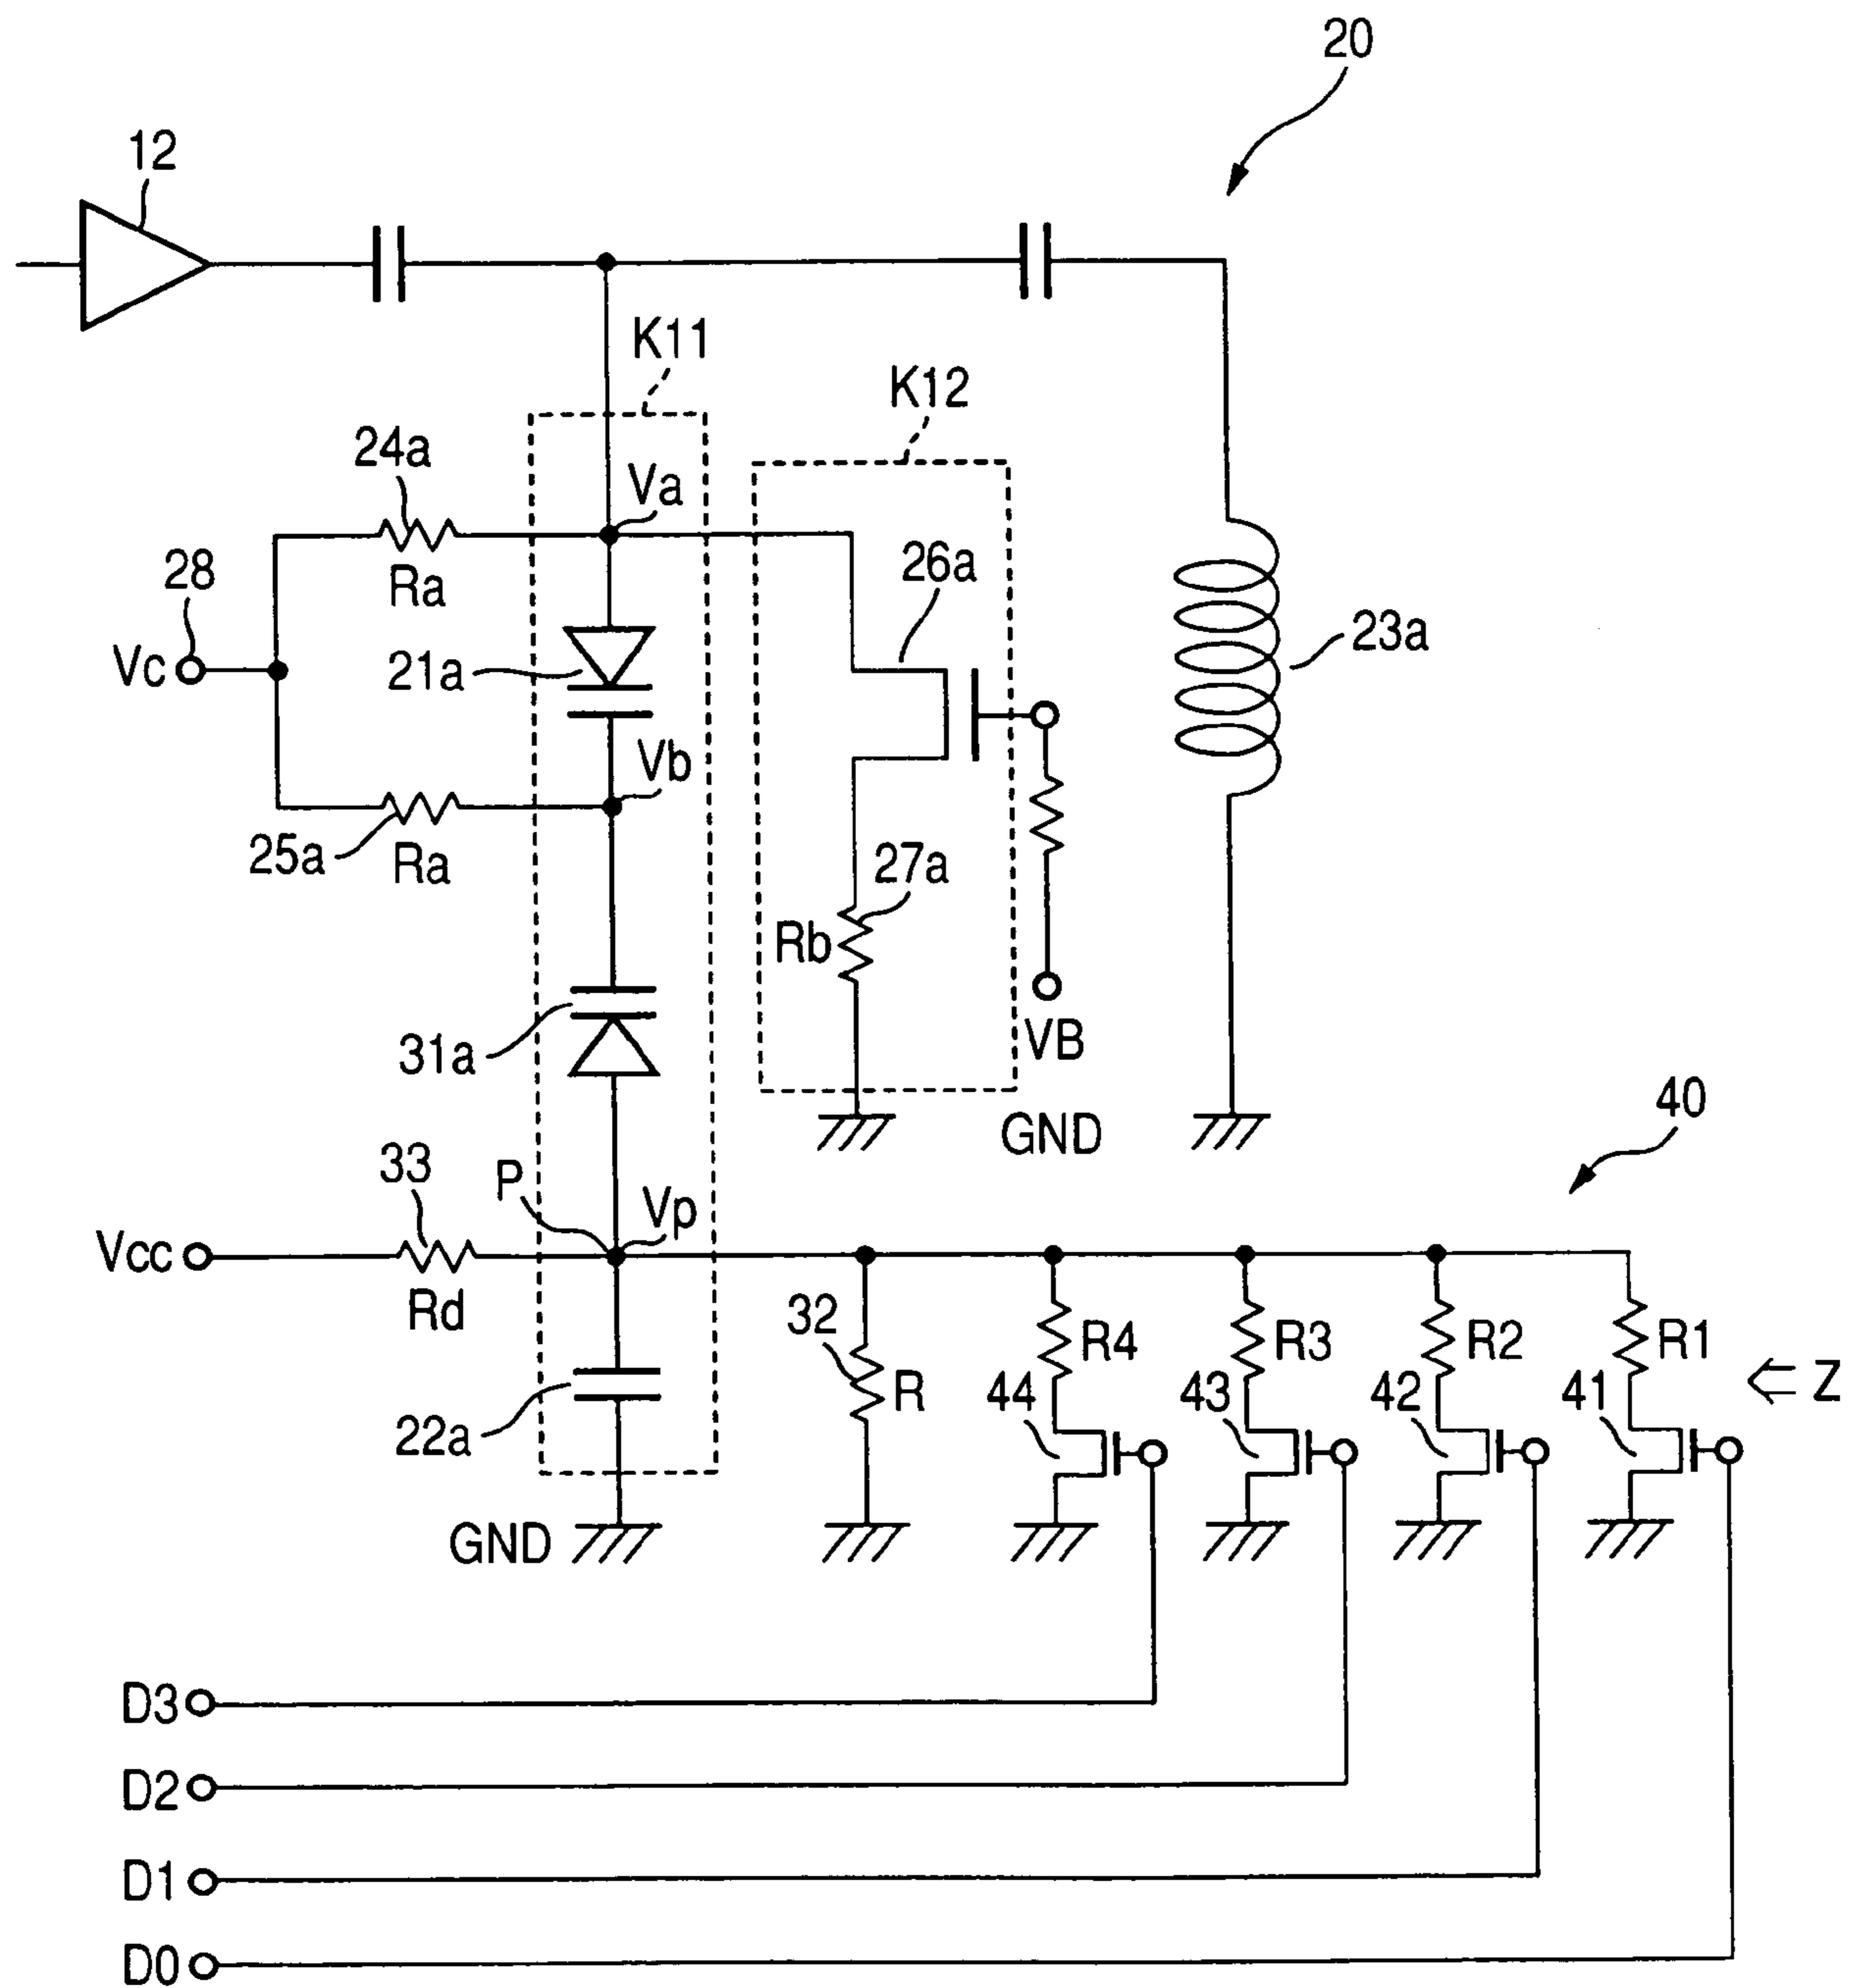 20
12
K11
K12
24a
Va
26a
28
Ra
Vc
21a
23a
Vb
25a
Ra
27a
Rb
31a
VB
40
GND
33
P
Vp
Vcc
Rd
32
R4
R3
R2
R1
R
44
43
42
41
Z
22a
GND
D3
D2
D1
D0